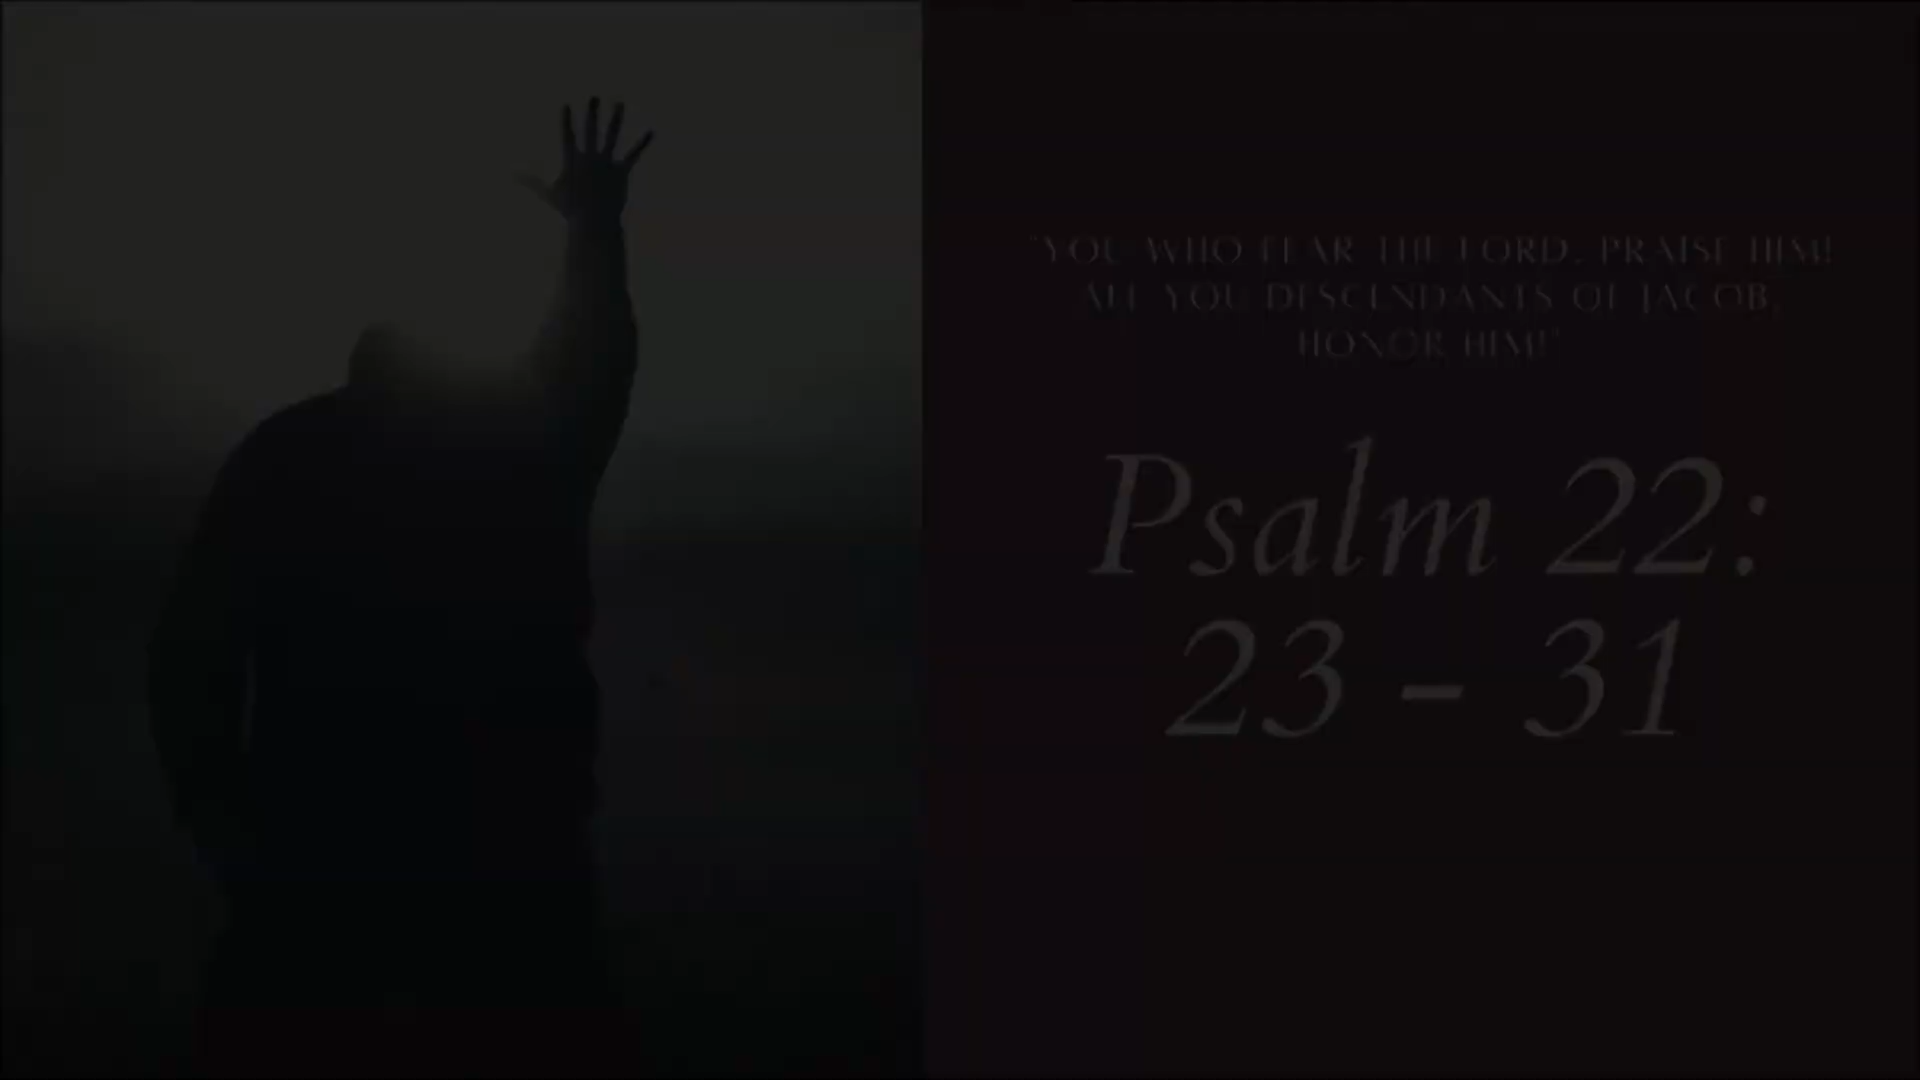 "YOU WHO FEAR THE LORD, PRAISE HIM!
ALL YOU DESCENDANTS OF JACOB,
HONOR HIM!"
Psalm 22:
23 - 31